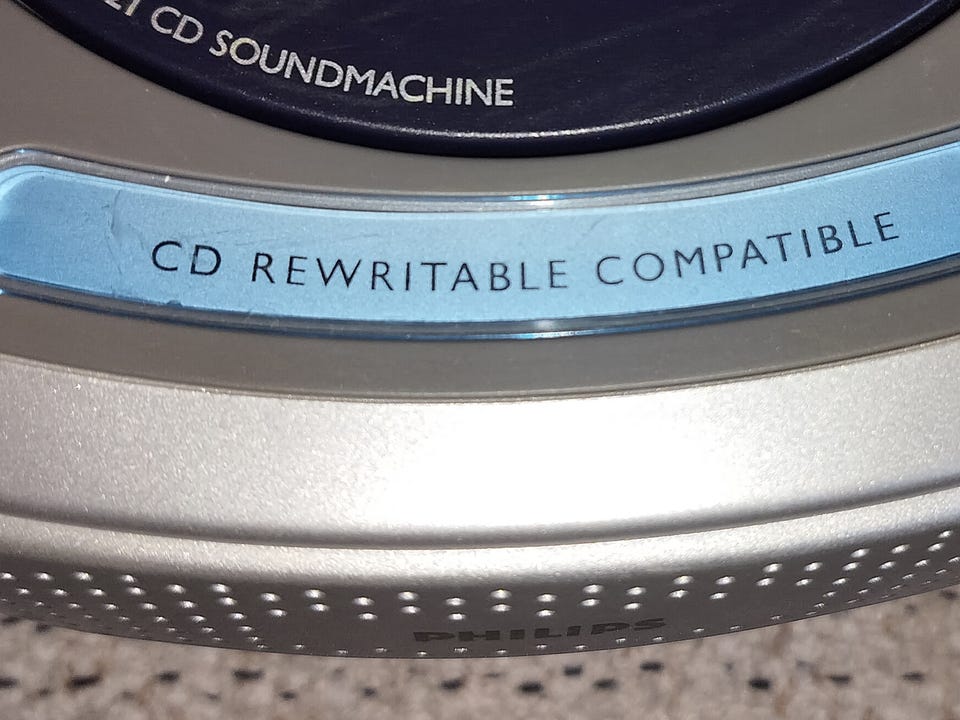 CD SOUNDMACHINE
CD REWRITABLE COMPATIBLE
PHILIPS